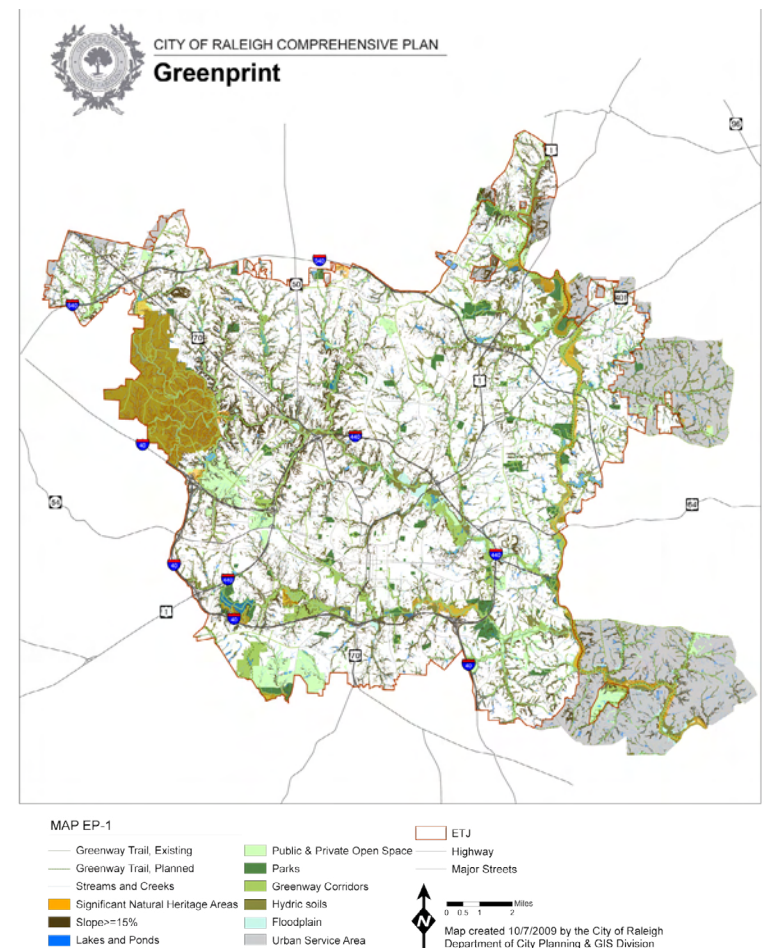 CITY OF RALEIGH COMPREHENSIVE PLAN
Greenprint
1
96
540
50
401
540
70
1
440
40
54
64
440
40
440
1
40
70
40
MAP EP-1
Greenway Trail, Existing
Greenway Trail, Planned
Streams and Creeks
Significant Natural Heritage Areas
Slope>=15%
Lakes and Ponds
Public & Private Open Space
Parks
Greenway Corridors
Hydric soils
Floodplain
Urban Service Area
ETJ
Highway
Major Streets
N
0 0.5 1 2 Miles
Map created 10/7/2009 by the City of Raleigh
Department of City Planning & GIS Division